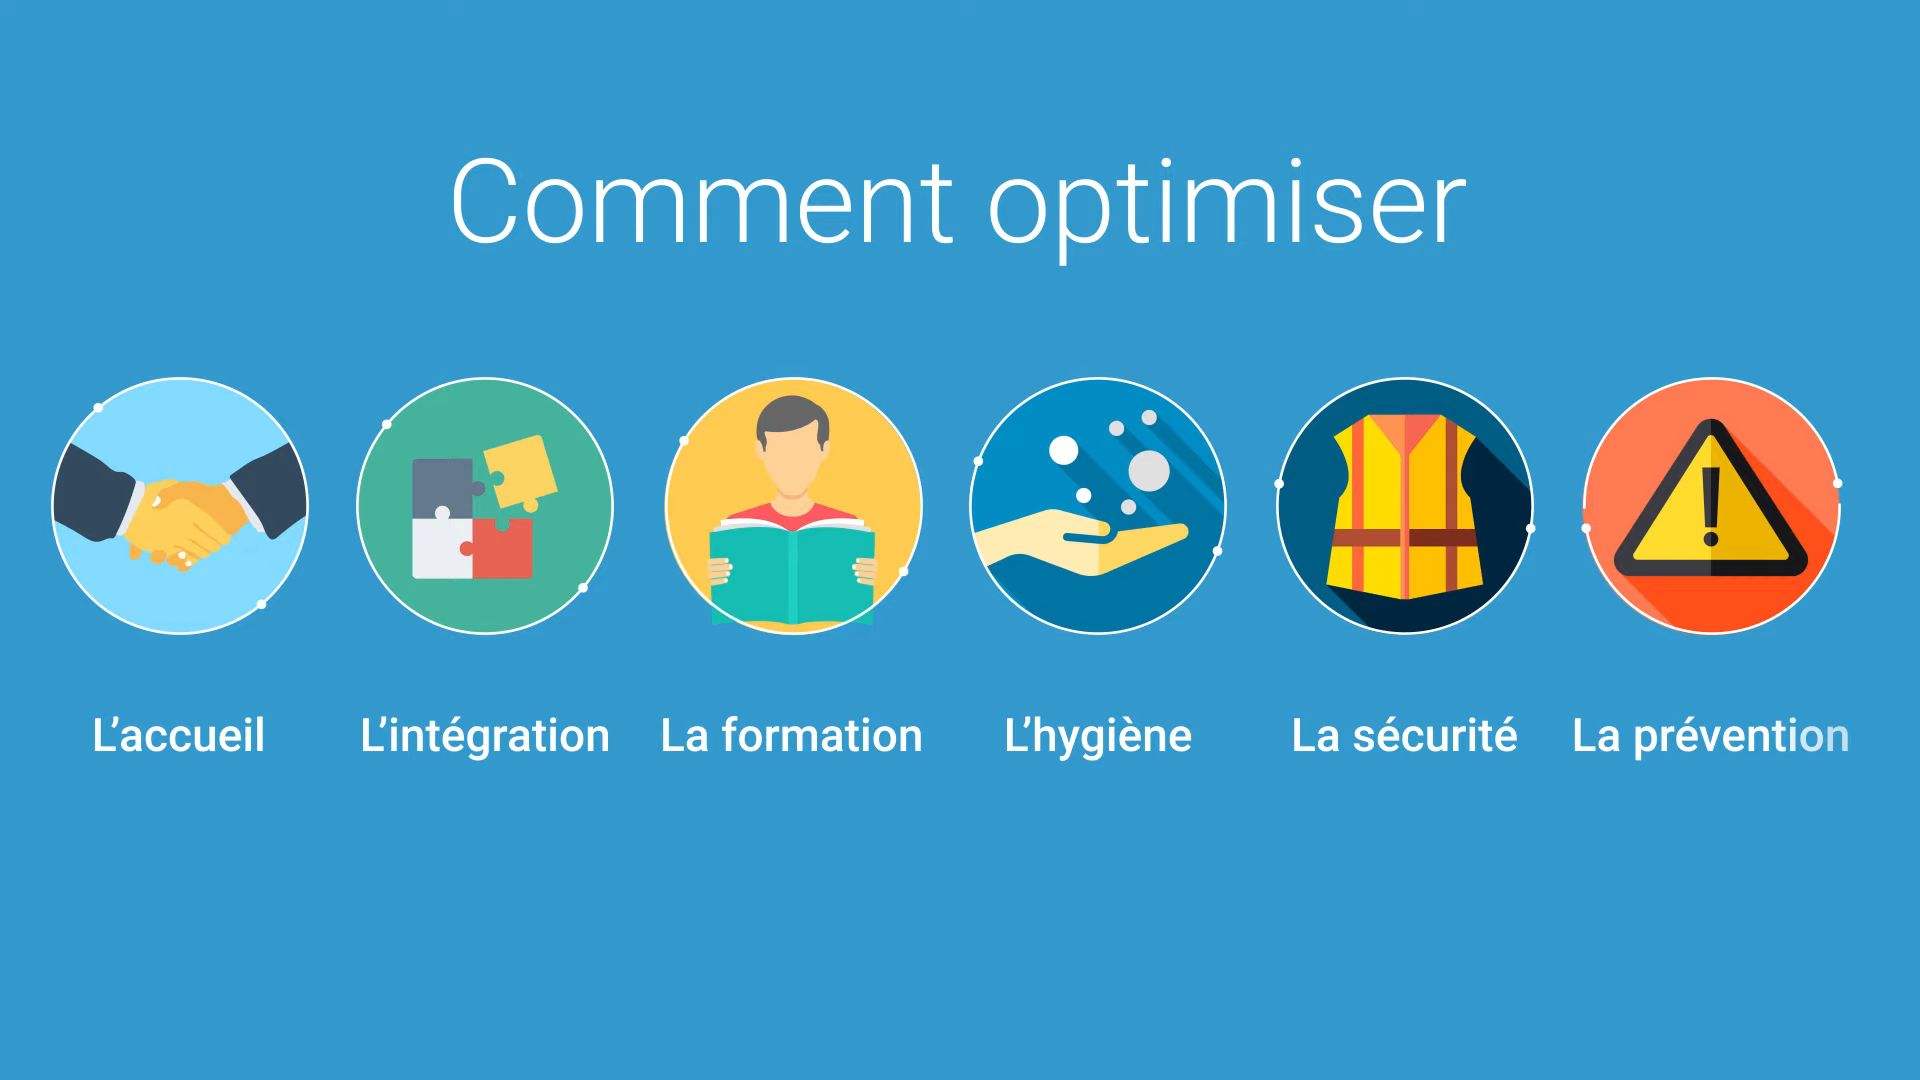 Comment optimiser
L’accueil
L’intégration
La formation
L’hygiène
La sécurité
La prévention